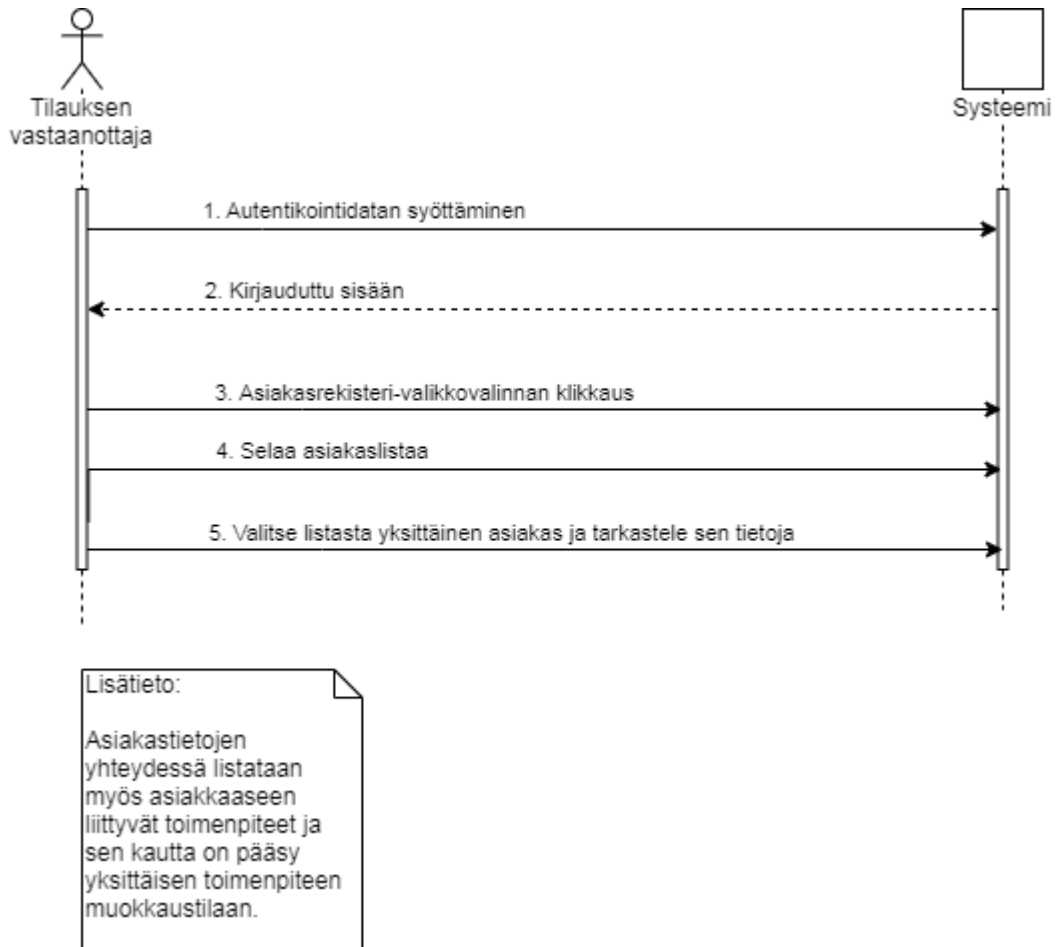 Tilauksen
vastaanottaja
Systeemi
1. Autentikointidatan syöttäminen
2. Kirjauduttu sisään
3. Asiakasrekisteri-valikkovalinnan klikkaus
4. Selaa asiakaslistaa
5. Valitse listasta yksittäinen asiakas ja tarkastele sen tietoja
Lisätieto:
Asiakastietojen
yhteydessä listataan
myös asiakkaaseen
liittyvät toimenpiteet ja
sen kautta on pääsy
yksittäisen toimenpiteen
muokkaustilaan.